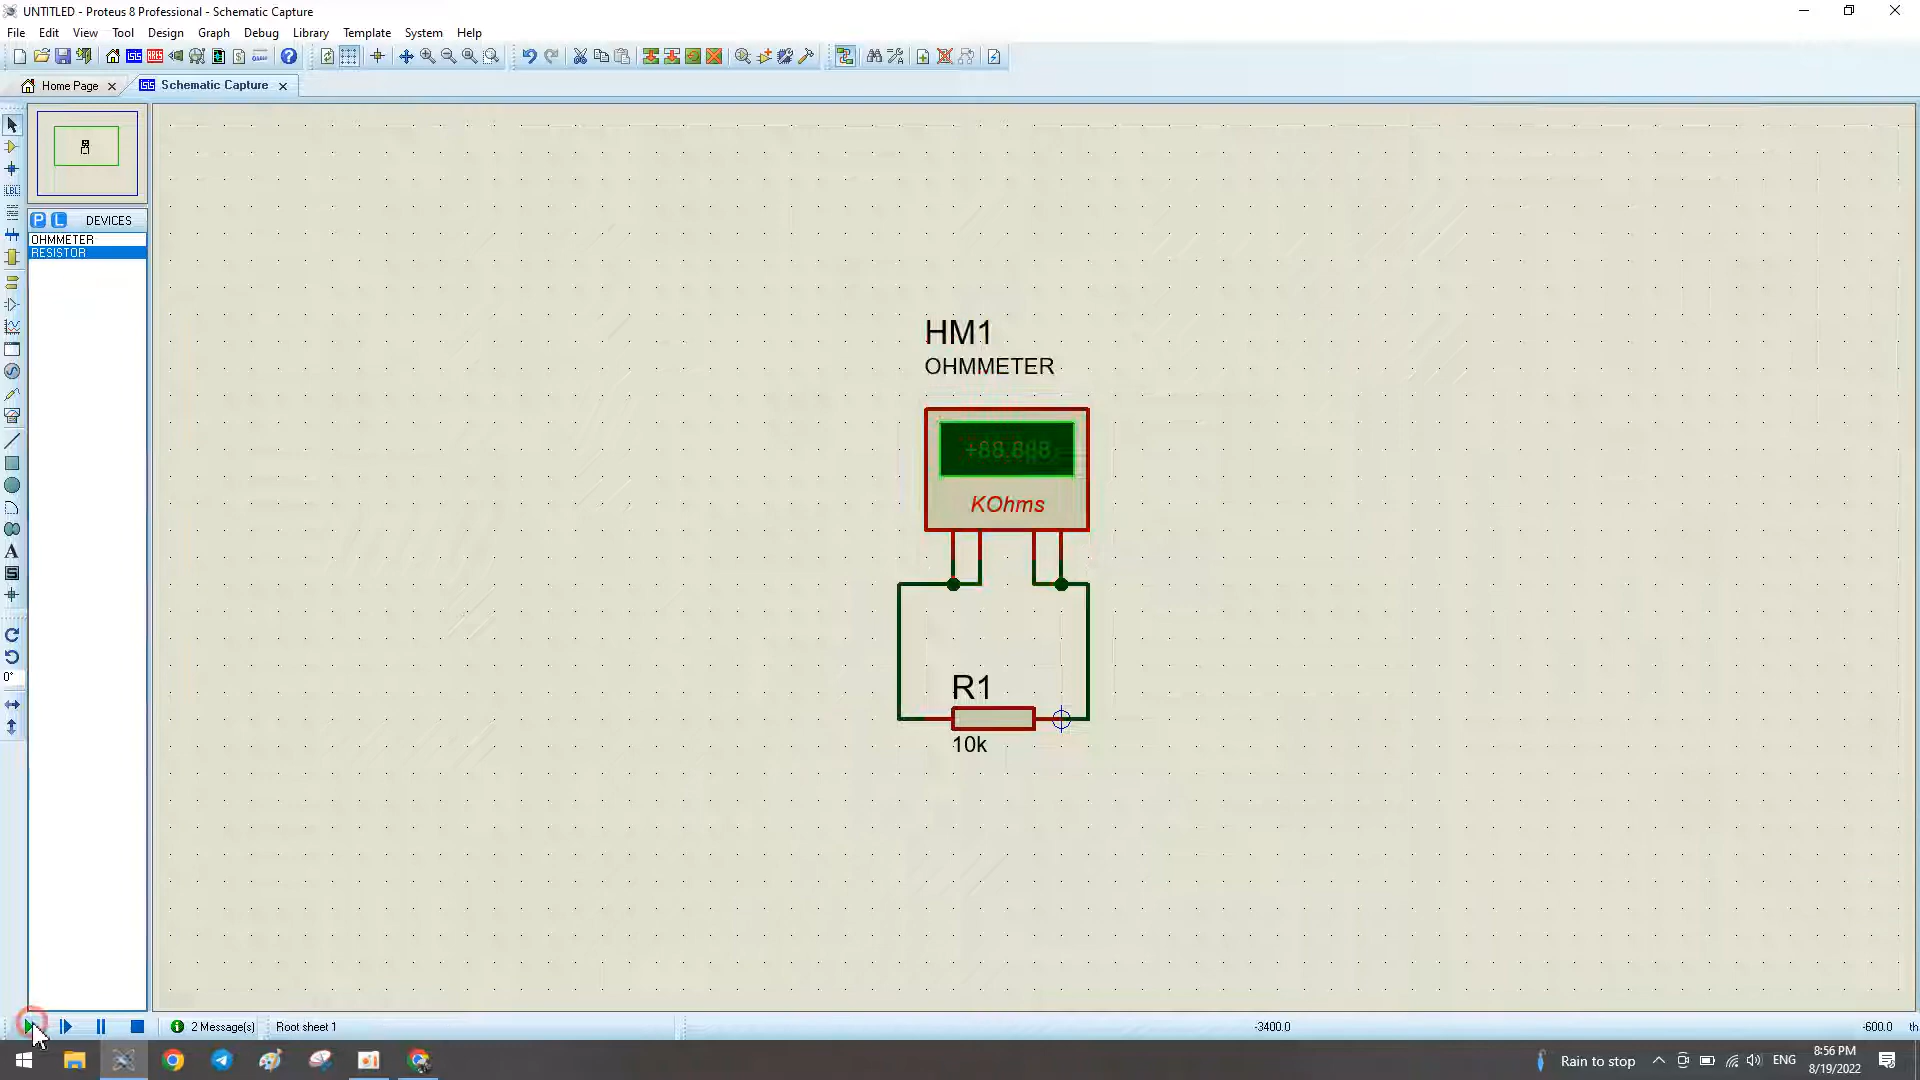 UNTITLED - Proteus 8 Professional - Schematic Capture
File Edit View Tool Design Graph Debug Library Template System Help
Home Page
Schematic Capture
P L DEVICES
OHMMETER
RESISTOR
LBL
A
S
0°
HM1
OHMMETER
+88.888
KOhms
R1
10k
2 Message(s)
Root sheet 1
-3400.0
-600.0
th
Rain to stop
ENG
8:56 PM
8/19/2022